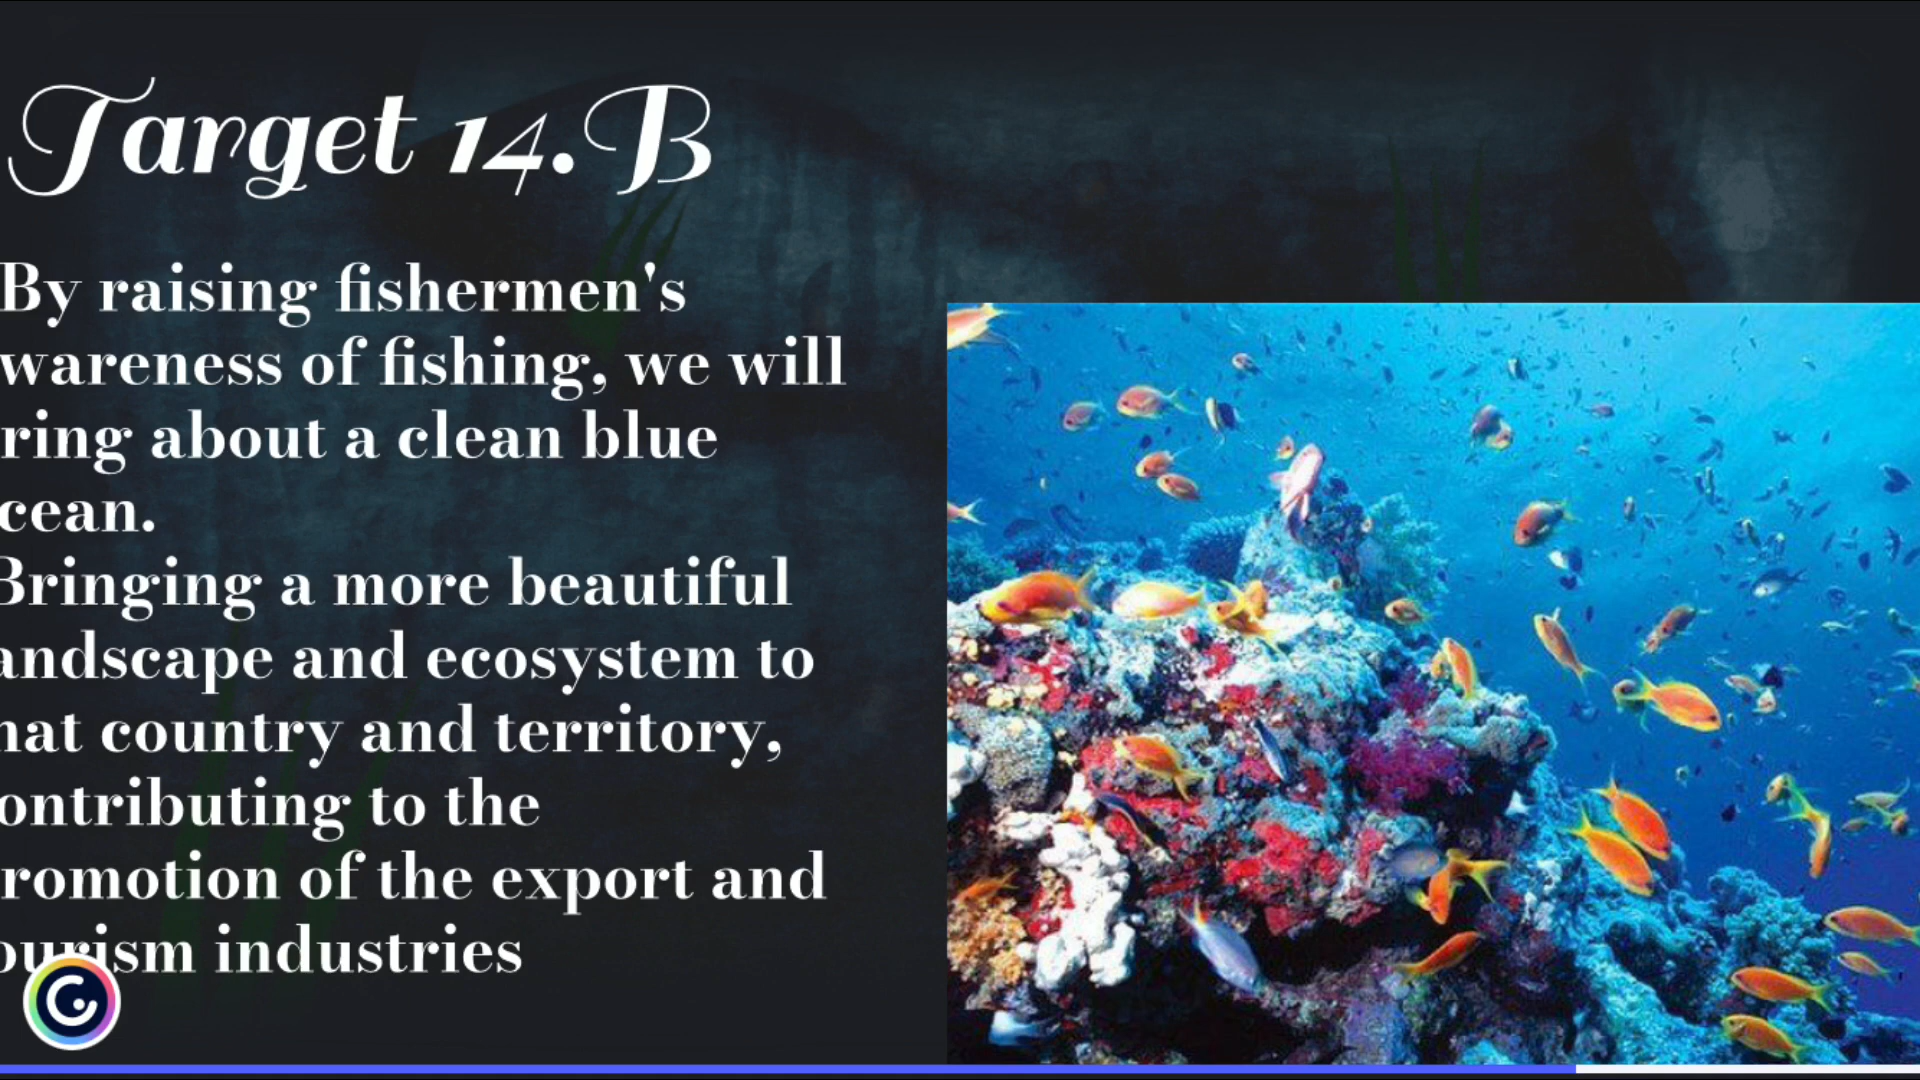 Target 14.B
By raising fishermen's
wareness of fishing, we will
ring about a clean blue
cean.
Bringing a more beautiful
andscape and ecosystem to
hat country and territory,
ontributing to the
romotion of the export and
ourism industries